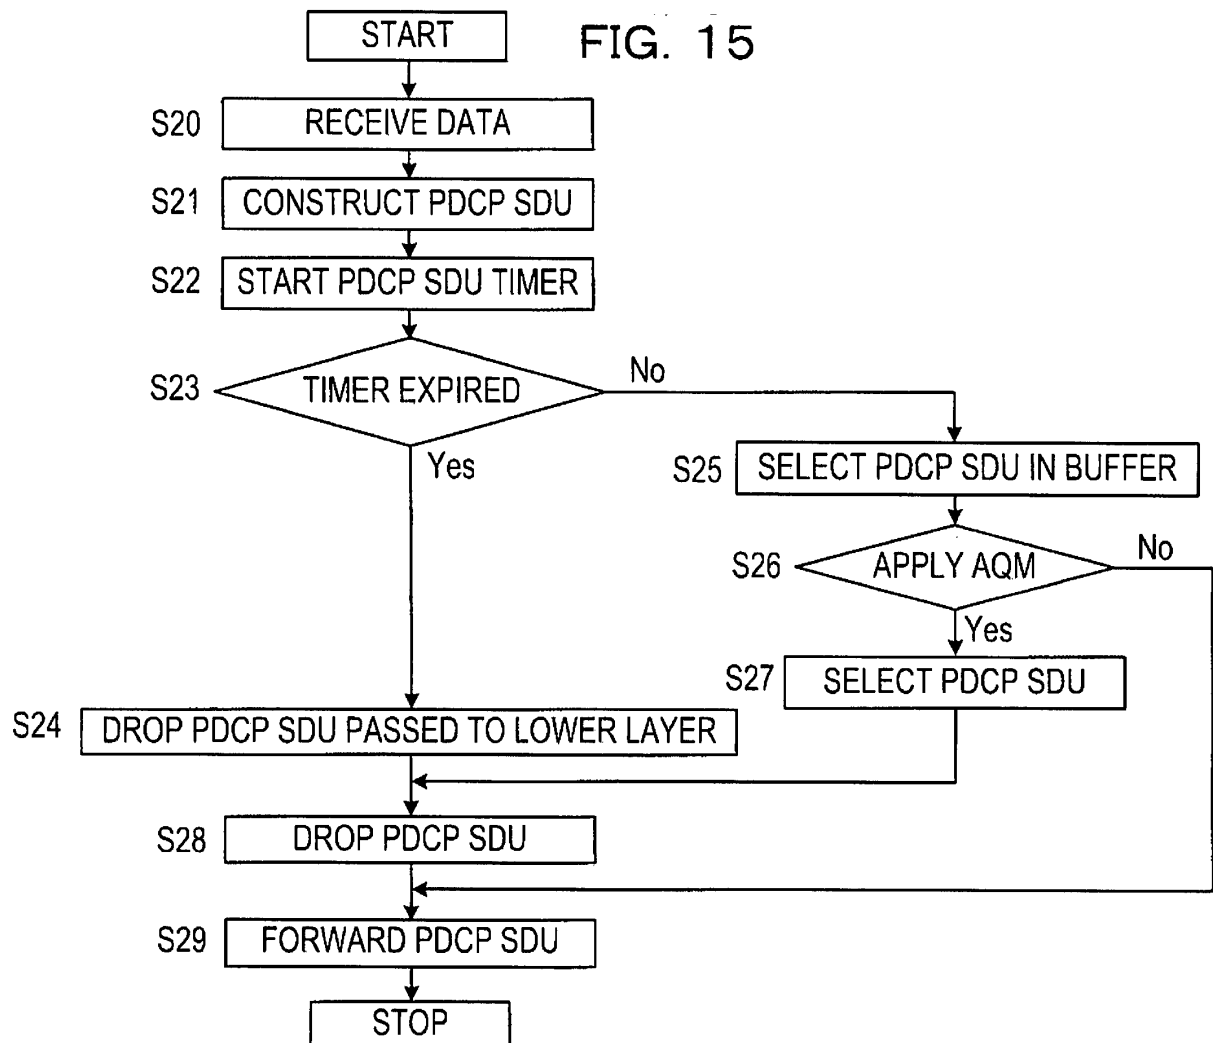 START
FIG. 15
S20
RECEIVE DATA
S21
CONSTRUCT PDCP SDU
S22
START PDCP SDU TIMER
S23
TIMER EXPIRED
No
Yes
S25
SELECT PDCP SDU IN BUFFER
S26
APPLY AQM
No
Yes
S27
SELECT PDCP SDU
S24
DROP PDCP SDU PASSED TO LOWER LAYER
S28
DROP PDCP SDU
S29
FORWARD PDCP SDU
STOP